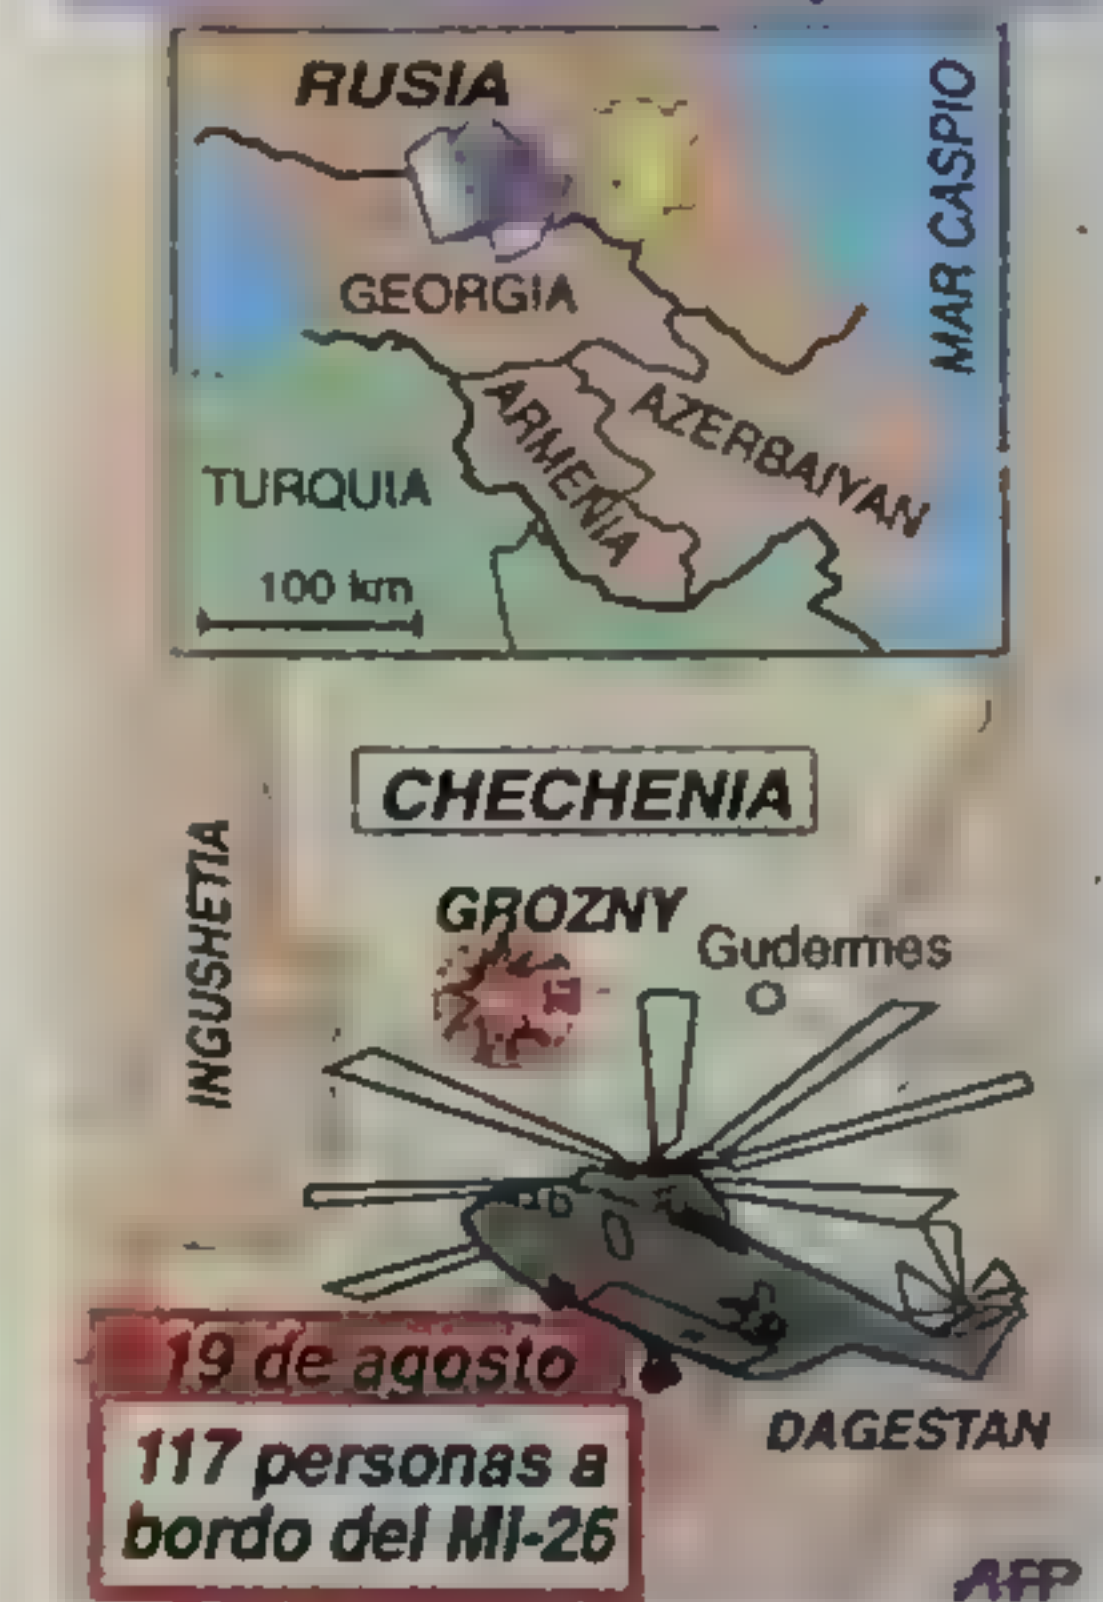 RUSIA
MAR CASPIO
GEORGIA
ARMENIA
AZERBAIYAN
TURQUIA
100 km
CHECHENIA
INGUSHETIA
GROZNY
Gudermes
19 de agosto
117 personas a
bordo del MI-26
DAGESTAN
AFP